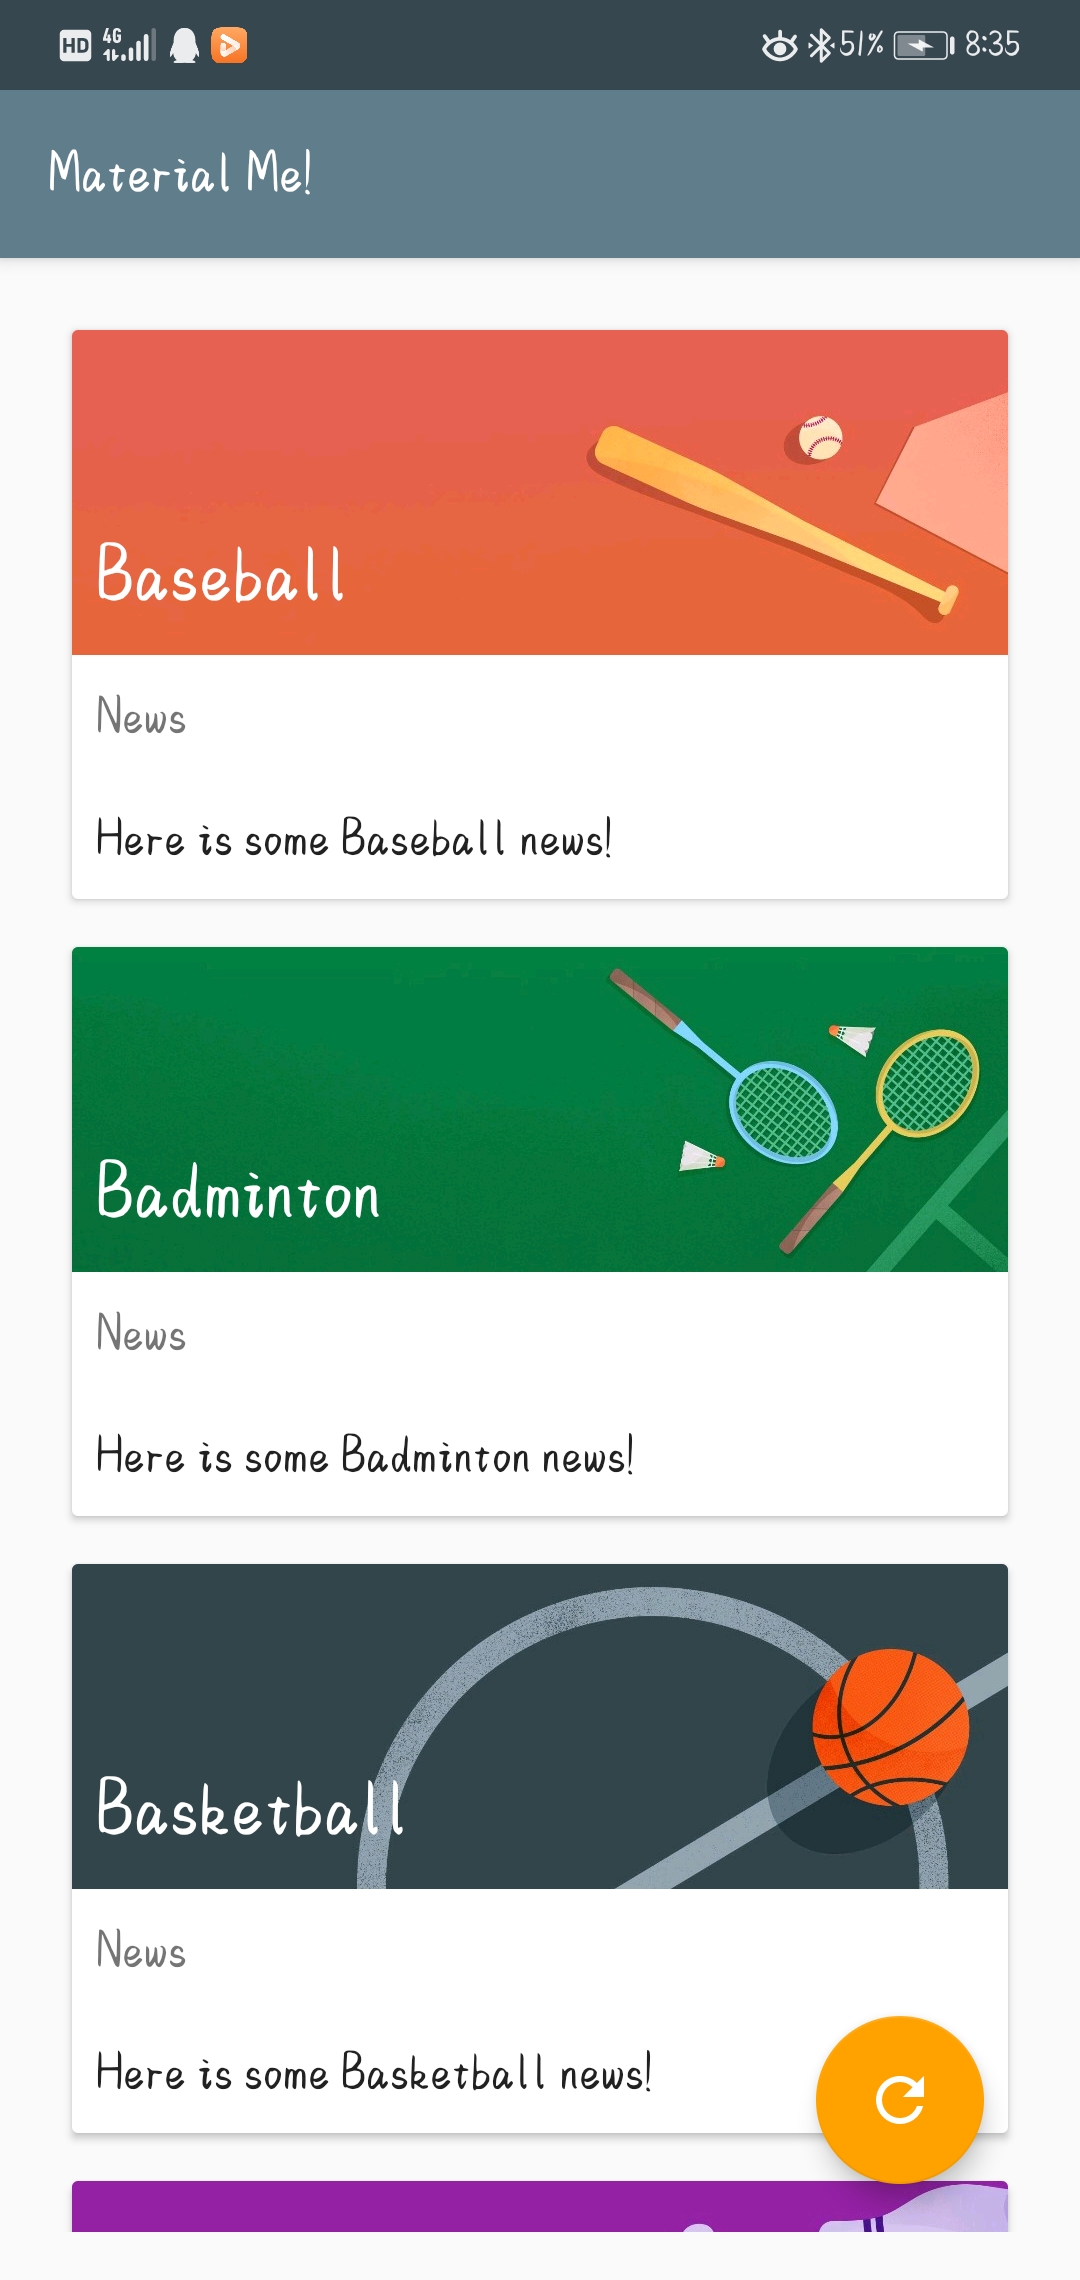 HD 4G 51% 8:35
Material Me!
Baseball
News
Here is some Baseball news!
Badminton
News
Here is some Badminton news!
Basketball
News
Here is some Basketball news!